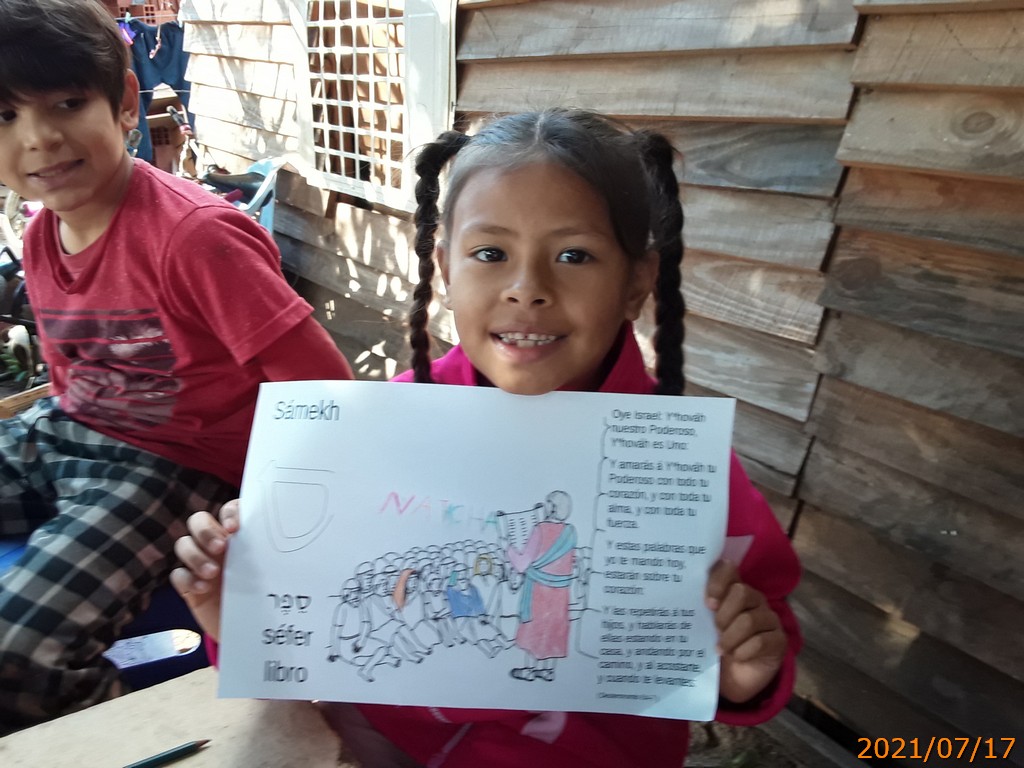 Sámekh
NATCHA
סֵפֶר
séfer
libro
Oye Israel: Y*hováh
nuestro Poderoso,
Y*hováh es Uno:
Y amarás a Y*hováh tu
Poderoso con todo tu
corazón, y con toda tu
alma, y con toda tu
fuerza.
Y estas palabras que
yo te mando hoy,
estarán sobre tu
corazón:
Y las repetirás a tus
hijos, y hablarás de
ellas estando en tu
casa, y andando por el
camino, y al acostarte,
y cuando te levantes:
2021/07/17